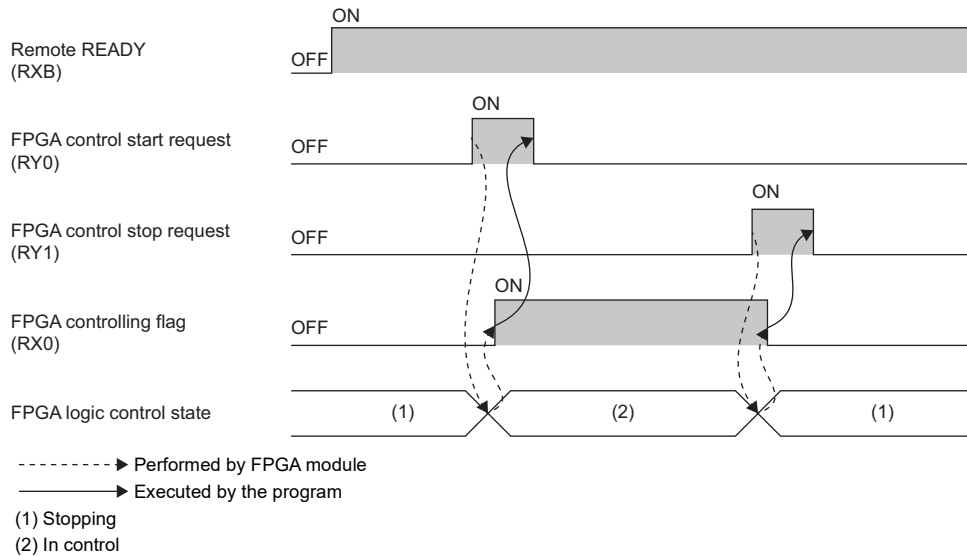 ON
Remote READY
(RXB)
OFF
ON
FPGA control start request
(RY0)
OFF
ON
FPGA control stop request
(RY1)
OFF
ON
FPGA controlling flag
(RX0)
OFF
FPGA logic control state
(1)
(2)
(1)
Performed by FPGA module
Executed by the program
(1) Stopping
(2) In control